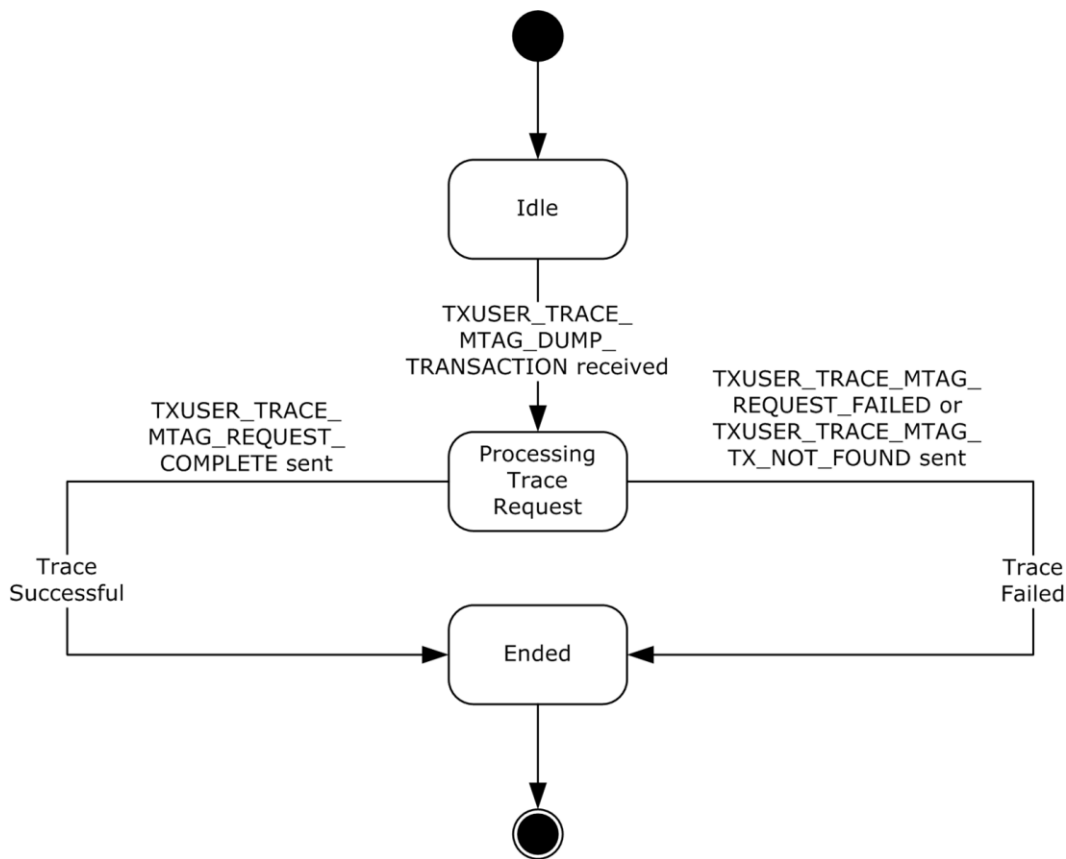 Idle
TXUSER_TRACE_
MTAG_DUMP_
TRANSACTION received
TXUSER_TRACE_
MTAG_REQUEST_
COMPLETE sent
TXUSER_TRACE_MTAG_
REQUEST_FAILED or
TXUSER_TRACE_MTAG_
TX_NOT_FOUND sent
Processing
Trace
Request
Trace
Successful
Trace
Failed
Ended